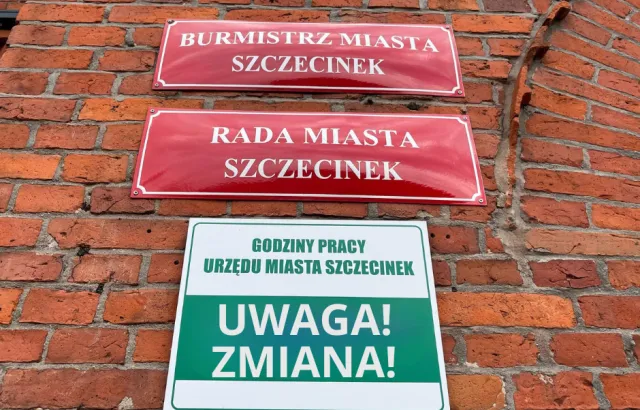 BURMISTRZ MIASTA
SZCZECINEK
RADA MIASTA
SZCZECINEK
GODZINY PRACY
URZĘDU MIASTA SZCZECINEK
UWAGA!
ZMIANA!